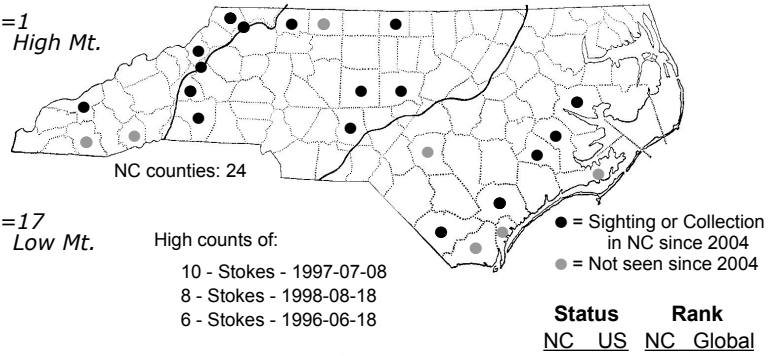 =1
High Mt.
NC counties: 24
=17
Low Mt.
High counts of:
10 - Stokes - 1997-07-08
8 - Stokes - 1998-08-18
6 - Stokes - 1996-06-18
= Sighting or Collection
in NC since 2004
= Not seen since 2004
Status Rank
NC US NC Global